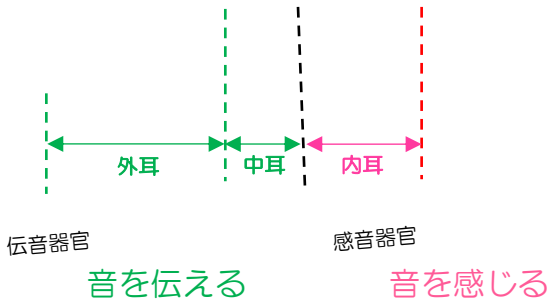 外耳 中耳 内耳
伝音器官 感音器官
音を伝える 音を感じる